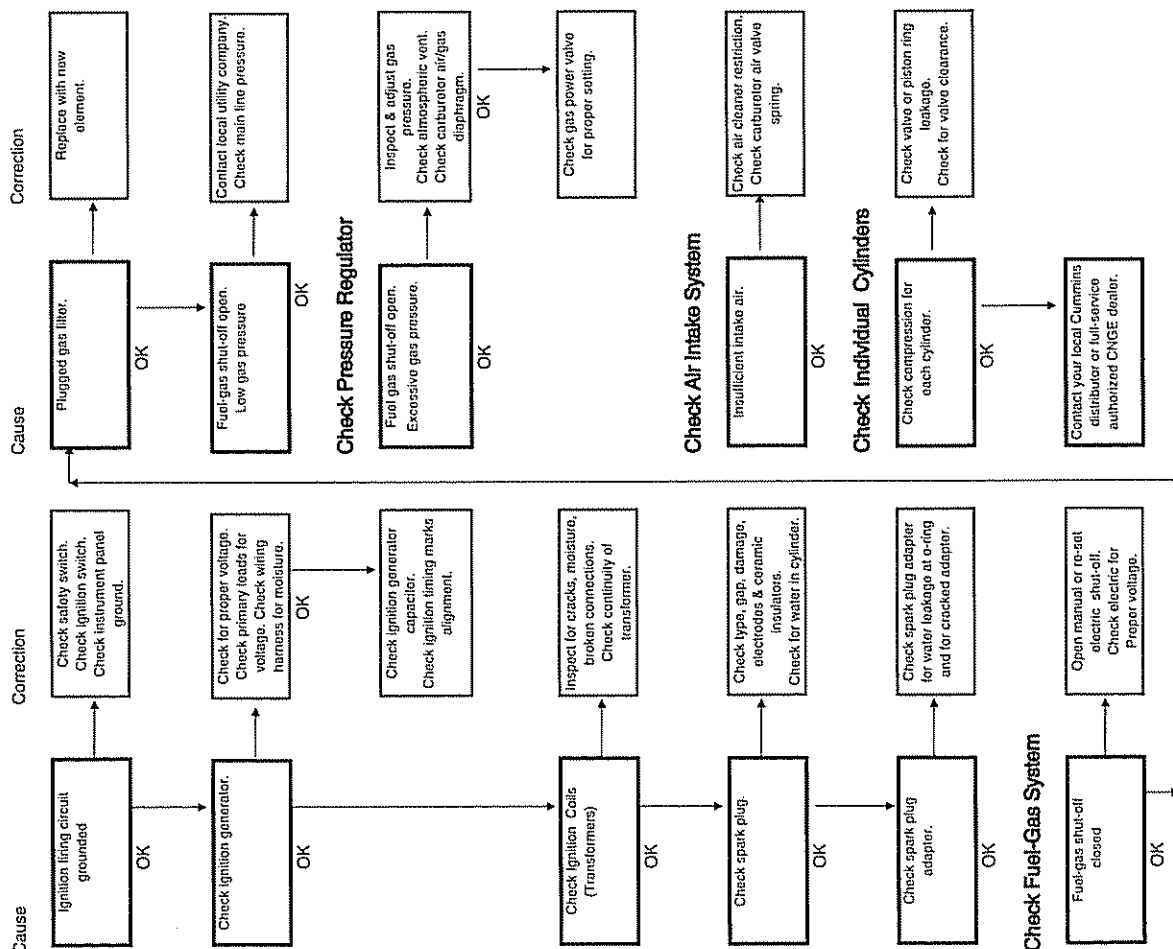 Cause
Correction
Ignition firing circuit
grounded
OK
Check safety switch.
Check ignition switch.
Check instrument panel
ground.
Check ignition generator.
OK
Check for proper voltage.
Check primary leads for
voltage. Check wiring
harness for moisture.
OK
Check ignition generator
capacitor.
Check ignition timing marks
alignment.
Check Ignition Coils
(Transformers)
OK
Inspect for cracks, moisture,
broken connections.
Check continuity of
transformer.
Check spark plug.
OK
Check type, gap, damage,
electrodes & ceramic
insulators.
Check for water in cylinder.
Check spark plug
adapter.
OK
Check spark plug adapter
for water leakage at o-ring
and for cracked adapter.
Check Fuel-Gas System
Fuel-gas shut-off
closed
OK
Open manual or re-set
electric shut-off.
Check electric for
Proper voltage.
Cause
Correction
Plugged gas filter.
OK
Replace with new
element.
Fuel-gas shut-off open.
Low gas pressure
OK
Contact local utility company.
Check main line pressure.
Check Pressure Regulator
Fuel gas shut-off open.
Excessive gas pressure.
Inspect & adjust gas
pressure.
Check atmospheric vent.
Check carburetor air/gas
diaphragm.
OK
Check gas power valve
for proper setting.
Check Air Intake System
Insufficient intake air.
OK
Check air cleaner restriction.
Check carburetor air valve
spring.
Check Individual Cylinders
Check compression for
each cylinder.
OK
Check valve or piston ring
leakage.
Check for valve clearance.
Contact your local Cummins
distributor or full-service
authorized CNGE dealer.